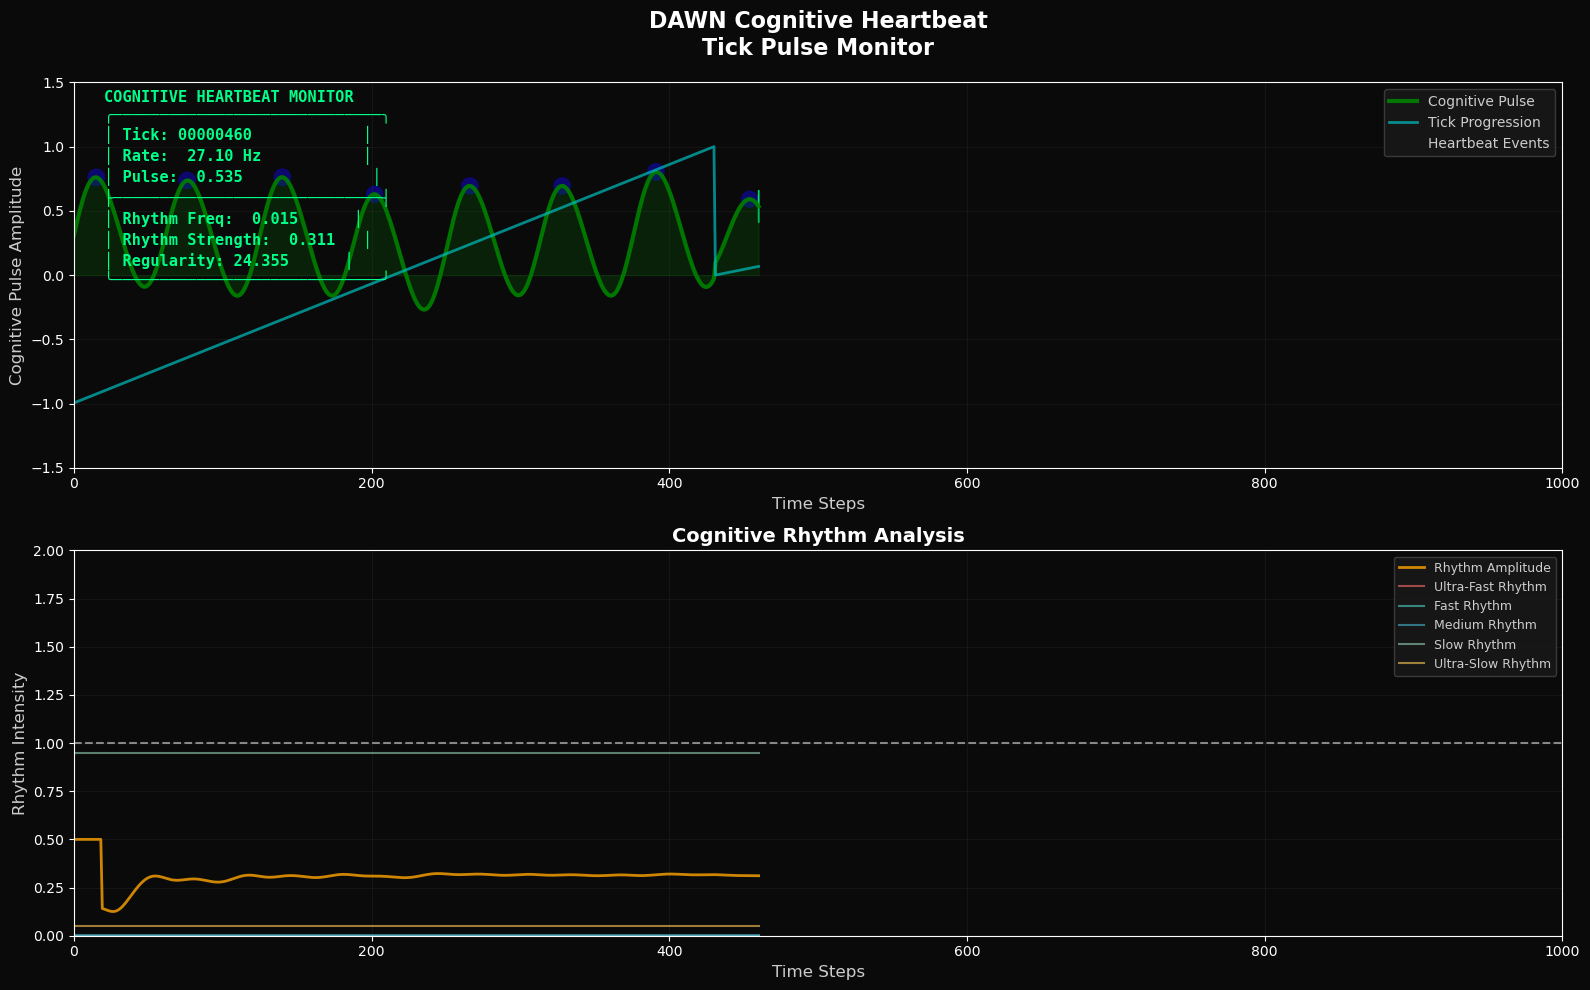 DAWN Cognitive Heartbeat
Tick Pulse Monitor
1.5
1.0
0.5
0.0
−0.5
−1.0
−1.5
Cognitive Pulse Amplitude
COGNITIVE HEARTBEAT MONITOR
Tick: 00000460
Rate:  27.10 Hz
Pulse:  0.535
Rhythm Freq:  0.015
Rhythm Strength:  0.311
Regularity: 24.355
Cognitive Pulse
Tick Progression
Heartbeat Events
0 200 400 600 800 1000
Time Steps
Cognitive Rhythm Analysis
2.00
1.75
1.50
1.25
1.00
0.75
0.50
0.25
0.00
Rhythm Intensity
Rhythm Amplitude
Ultra-Fast Rhythm
Fast Rhythm
Medium Rhythm
Slow Rhythm
Ultra-Slow Rhythm
0 200 400 600 800 1000
Time Steps